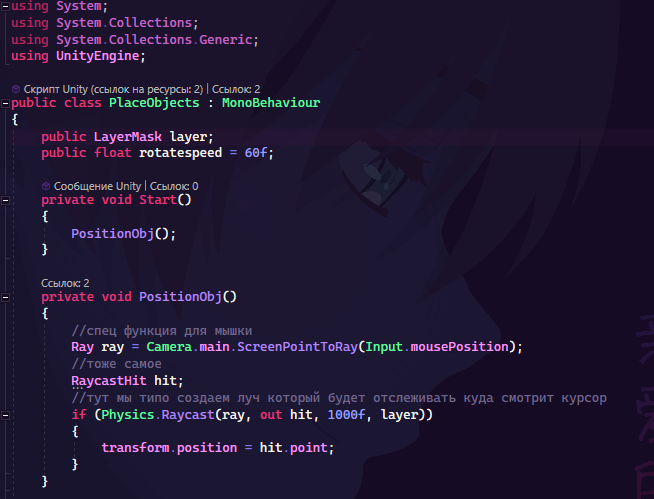 using System;
using System.Collections;
using System.Collections.Generic;
using UnityEngine;
Скрипт Unity (ссылок на ресурсы: 2) | Ссылок: 2
public class PlaceObjects : MonoBehaviour
{
public LayerMask layer;
public float rotatespeed = 60f;
Сообщение Unity | Ссылок: 0
private void Start()
{
PositionObj();
}
Ссылок: 2
private void PositionObj()
{
//спец функция для мышки
Ray ray = Camera.main.ScreenPointToRay(Input.mousePosition);
//тоже самое
RaycastHit hit;
//тут мы типо создаем луч который будет отслеживать куда смотрит курсор
if (Physics.Raycast(ray, out hit, 1000f, layer))
{
transform.position = hit.point;
}
}